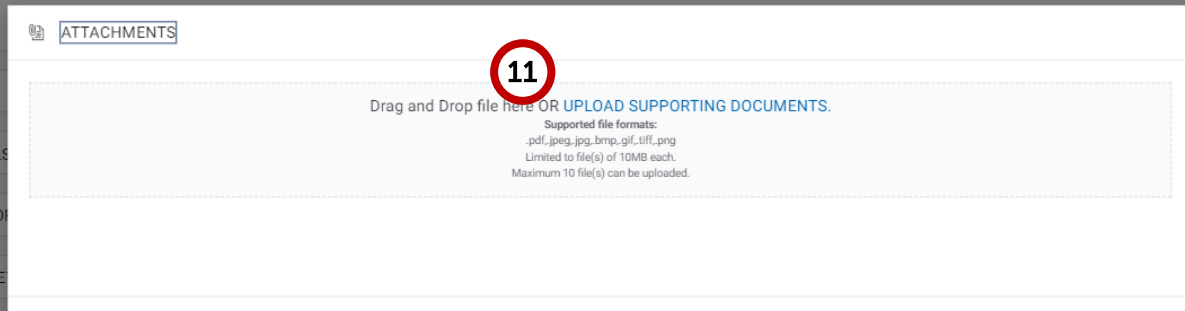 ATTACHMENTS
11
Drag and Drop file here OR UPLOAD SUPPORTING DOCUMENTS.
Supported file formats:
.pdf,.jpeg,.jpg,.bmp,.gif,.tiff,.png
Limited to file(s) of 10MB each.
Maximum 10 file(s) can be uploaded.